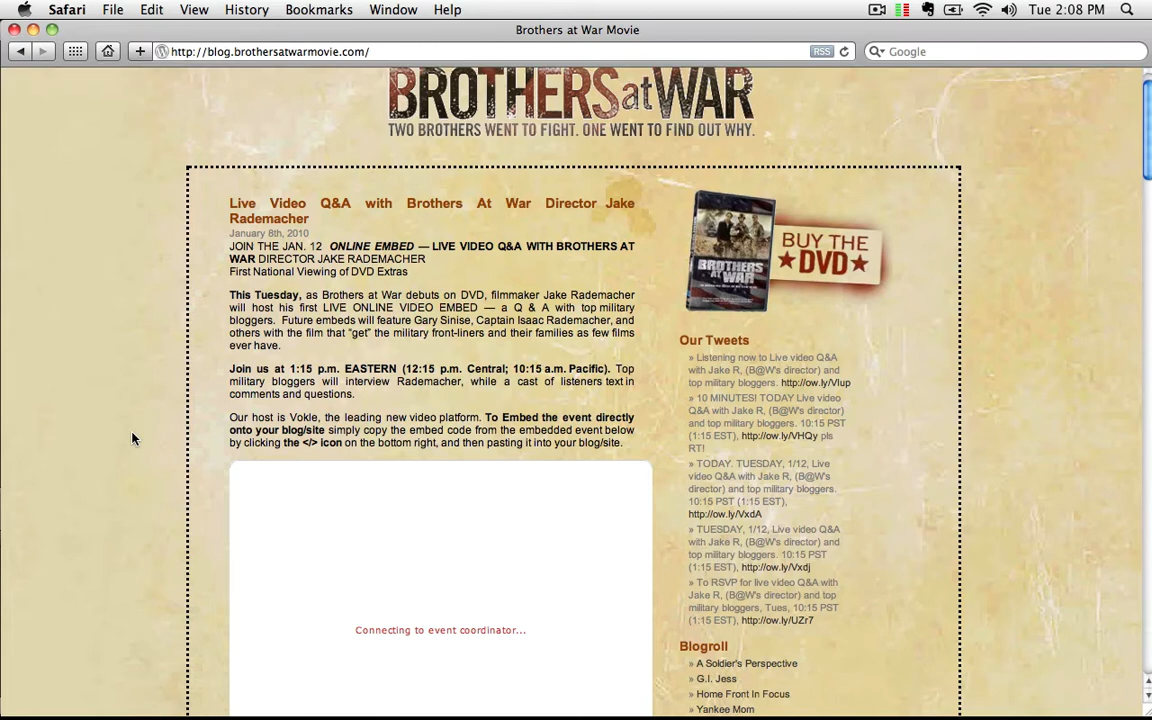 Safari File Edit View History Bookmarks Window Help Tue 2:08 PM
Brothers at War Movie
http://blog.brothersatwarmovie.com/ RSS Google
BROTHERS at WAR
TWO BROTHERS WENT TO FIGHT. ONE WENT TO FIND OUT WHY.
Live Video Q&A with Brothers At War Director Jake
Rademacher
January 8th, 2010
JOIN THE JAN. 12 ONLINE EMBED — LIVE VIDEO Q&A WITH BROTHERS AT
WAR DIRECTOR JAKE RADEMACHER
First National Viewing of DVD Extras
This Tuesday, as Brothers at War debuts on DVD, filmmaker Jake Rademacher
will host his first LIVE ONLINE VIDEO EMBED — a Q & A with top military
bloggers. Future embeds will feature Gary Sinise, Captain Isaac Rademacher, and
others with the film that “get” the military front-liners and their families as few films
ever have.
Join us at 1:15 p.m. EASTERN (12:15 p.m. Central; 10:15 a.m. Pacific). Top
military bloggers will interview Rademacher, while a cast of listeners text in
comments and questions.
Our host is Vokle, the leading new video platform. To Embed the event directly
onto your blog/site simply copy the embed code from the embedded event below
by clicking the </> icon on the bottom right, and then pasting it into your blog/site.
Connecting to event coordinator...
BROTHERS at WAR
BUY THE
DVD
Our Tweets
» Listening now to Live video Q&A
with Jake R, (B@W's director) and
top military bloggers. http://ow.ly/VIup
» 10 MINUTES! TODAY Live video
Q&A with Jake R, (B@W's director)
and top military bloggers. 10:15 PST
(1:15 EST), http://ow.ly/VHQy pls
RT!
» TODAY. TUESDAY, 1/12, Live
video Q&A with Jake R, (B@W's
director) and top military bloggers.
10:15 PST (1:15 EST),
http://ow.ly/VxdA
» TUESDAY, 1/12, Live video Q&A
with Jake R, (B@W's director) and
top military bloggers. 10:15 PST
(1:15 EST), http://ow.ly/Vxdj
» To RSVP for live video Q&A with
Jake R, (B@W's director) and top
military bloggers, Tues, 10:15 PST
(1:15 EST), http://ow.ly/UZr7
Blogroll
» A Soldier's Perspective
» G.I. Jess
» Home Front In Focus
» Yankee Mom